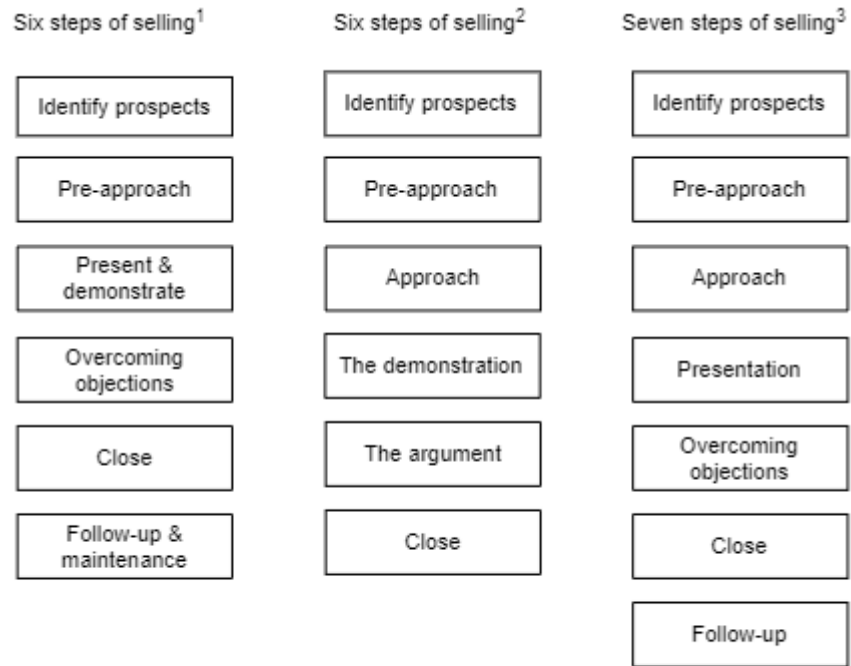 Six steps of selling1
Identify prospects
Pre-approach
Present &
demonstrate
Overcoming
objections
Close
Follow-up &
maintenance
Six steps of selling2
Identify prospects
Pre-approach
Approach
The demonstration
The argument
Close
Seven steps of selling3
Identify prospects
Pre-approach
Approach
Presentation
Overcoming
objections
Close
Follow-up